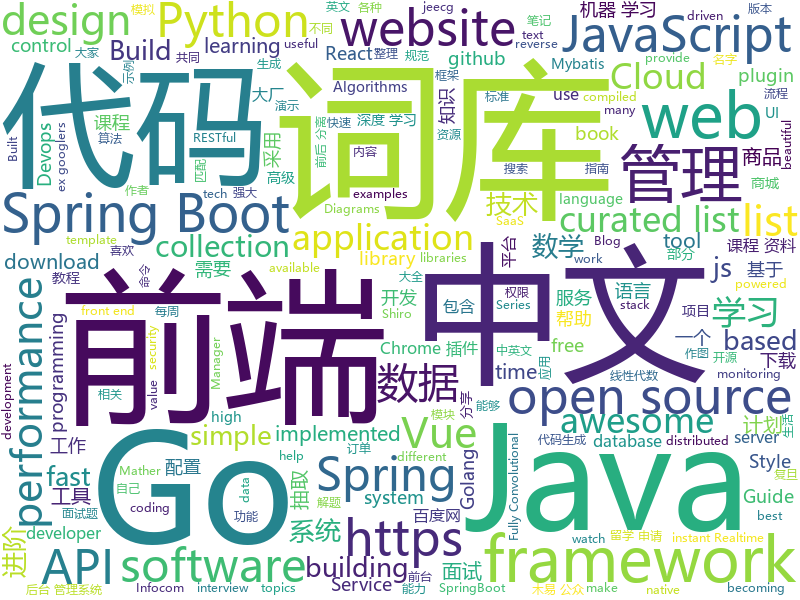 design
Python
website
JavaScript
control
Build
learning
React
github
英文
各种
jeecg
笔记
模拟
不同
版本
机器 学习
driven
text
useful
共同
整理
规范
大家
Mybatis
reverse
名字
示例
生成
大厂
Algorithms
框架
provide
Cloud
plugin
代码
词库
web
Devops
课程
演示
知识
标准
compiled
流程
use
many
UI
快速
深度 学习
资源
book
beautiful
RESTful
采用
前后 分离
Built
算法
ex googlers
匹配
内容
搜索
指南
管理
商品
作者
高级
tech
强大
examples
技术
language
商城
Spring Boot
Diagrams
SaaS
curated list
list
template
application
Blog
课程 资料
collection
library
libraries
数学
work
tool
部分
download
需要
available
大全
平台
js
基于
powered
教程
喜欢
命令
开发
权限
语言
项目
前端
中文
包含
服务
学习
front end
每周
Shiro
Series
stack
performance
Chrome 插件
帮助
一个
based
programming
Manager
security
中英文
应用
作图
开源
free
下载
development
相关
value
数据
time
线性代数
monitoring
分享
open source
high
订单
模块
能够
生活
simple
Vue
awesome
计划
进阶
implemented
代码生成
help
different
database
distributed
server
fast
工作
配置
Go
Java
Spring
Golang
Style
Mather
data
抽取
system
Fully Convolutional
Guide
工具
自己
coding
解题
https
复旦
developer
面试题
功能
系统
百度网
best
API
software
framework
building
面试
留学 申请
watch
instant Realtime
后台 管理系统
前台
Service
SpringBoot
木易 公众
native
Infocom
interview
topics
能力
make
becoming